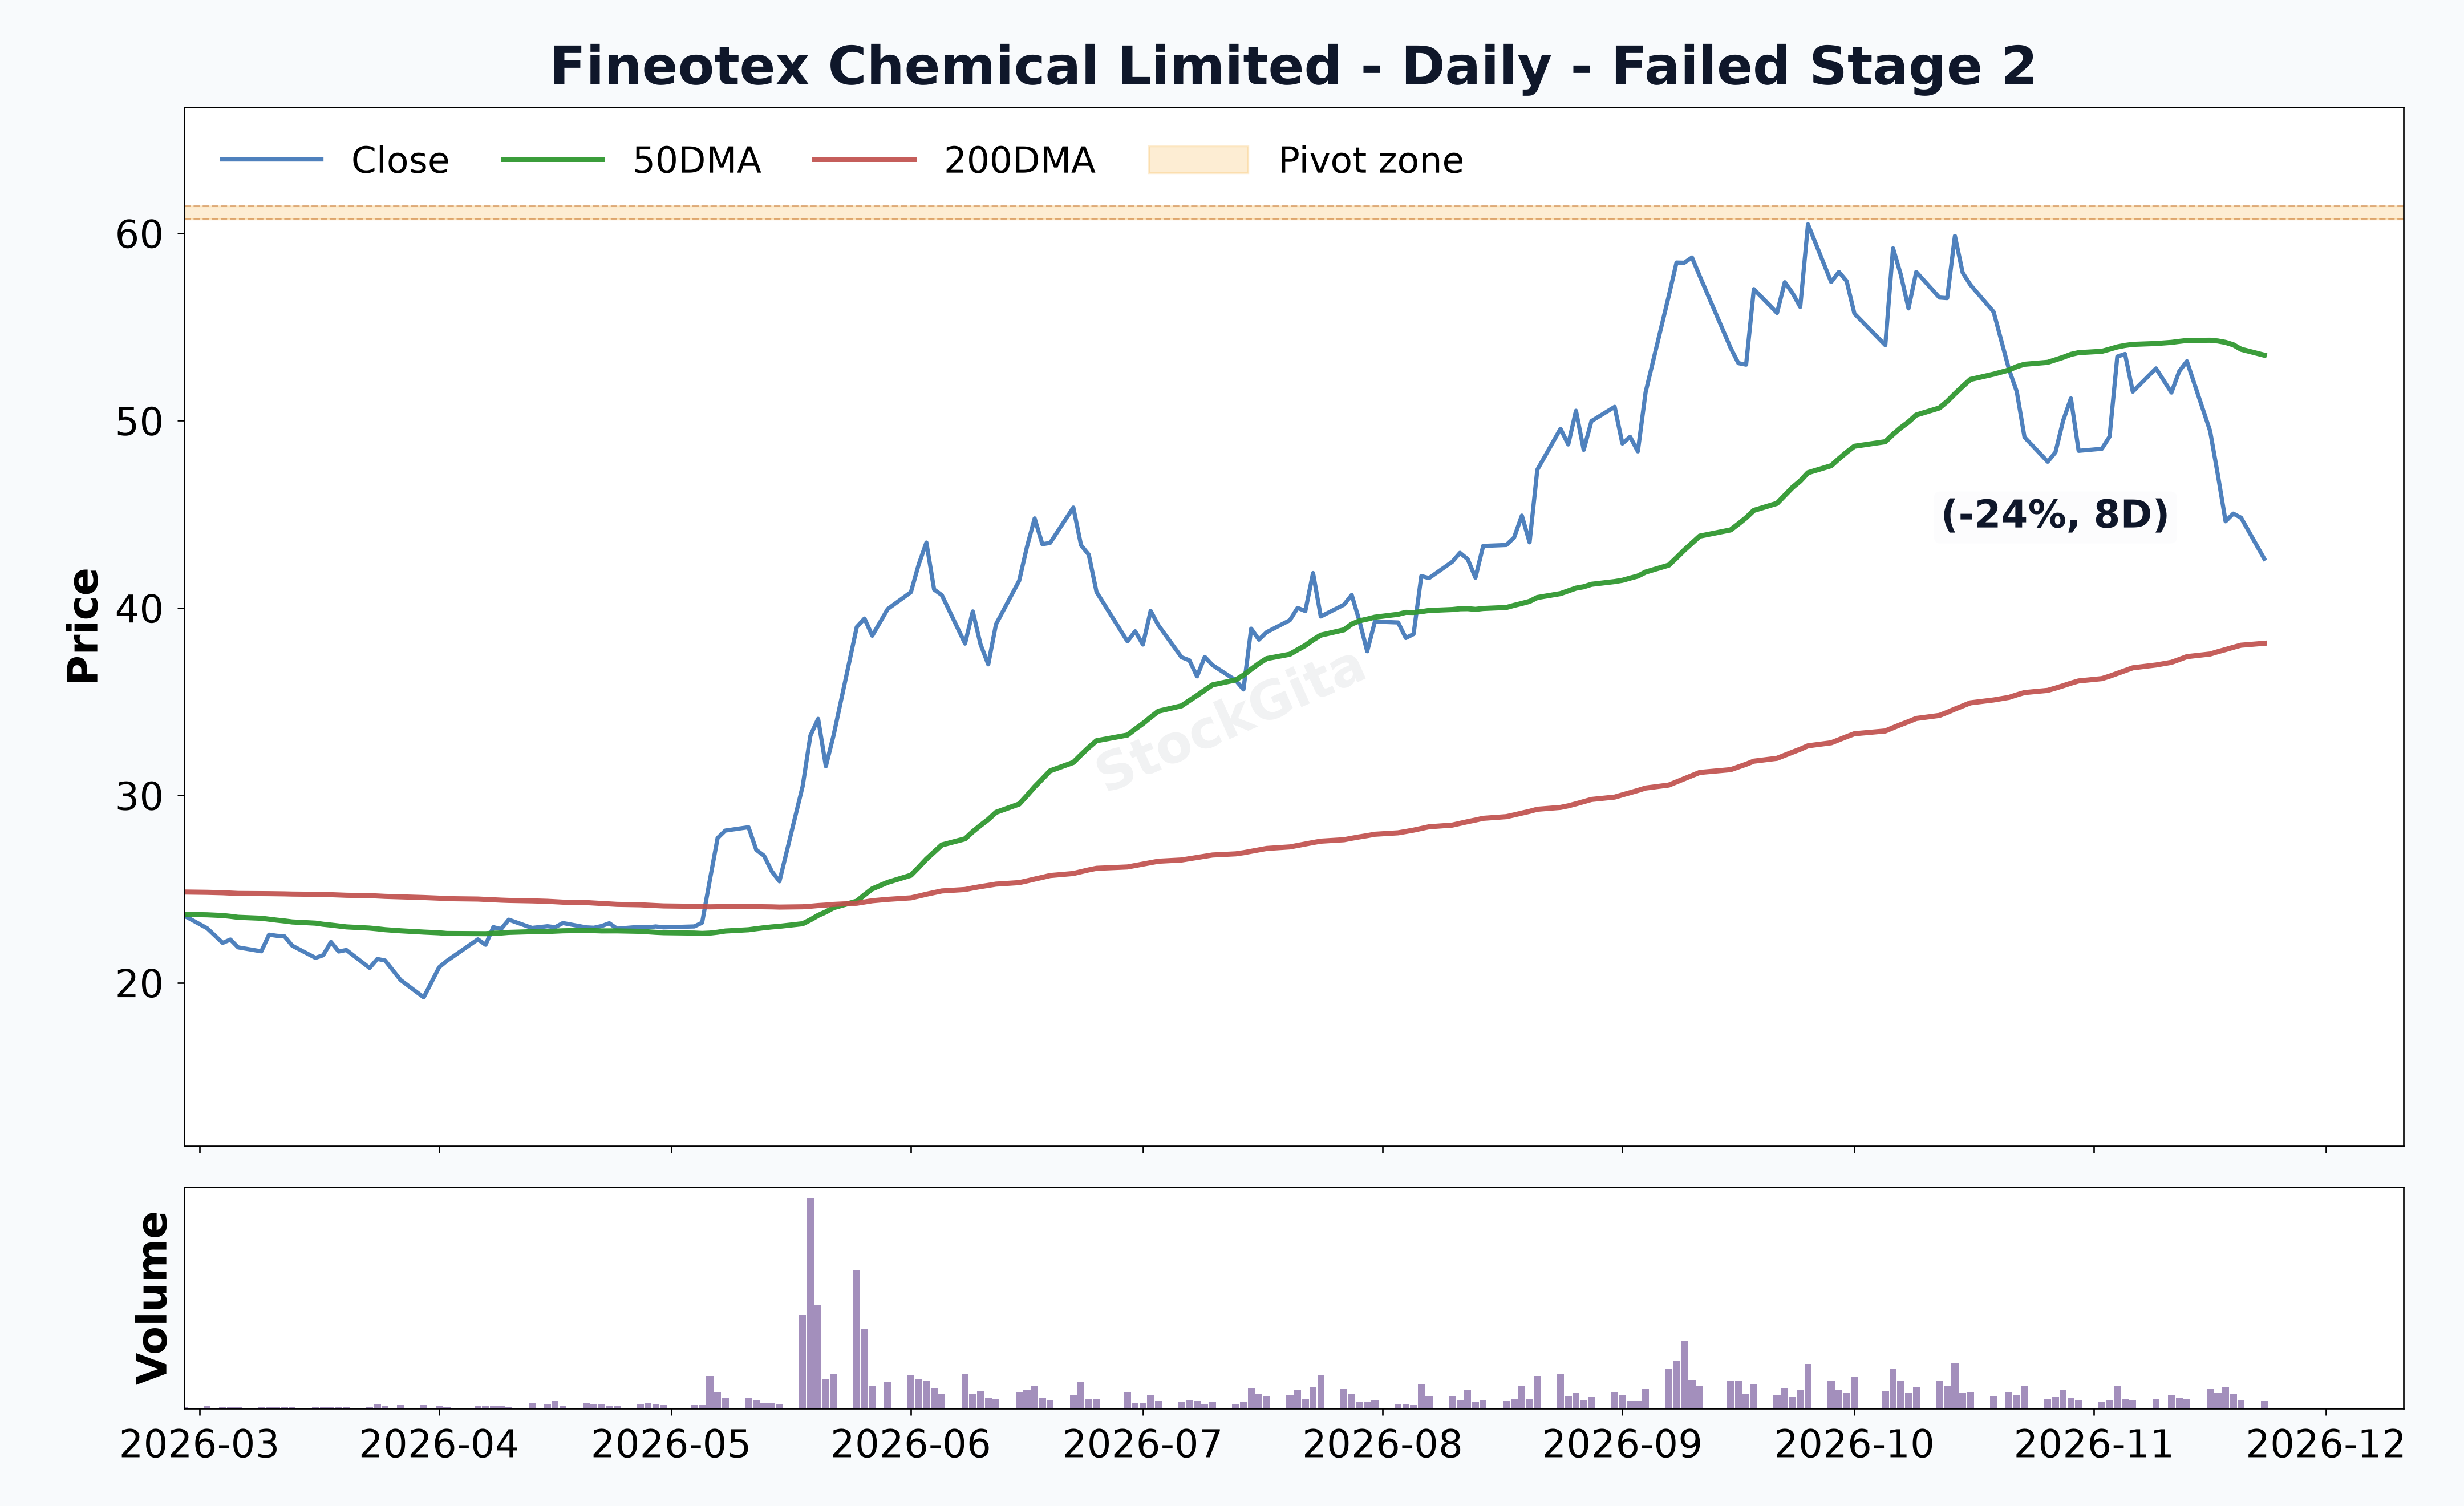 Fineotex Chemical Limited - Daily - Failed Stage 2
Close 50DMA 200DMA Pivot zone
60
50
40
30
20
Price
(-24%, 8D)
StockGita
Volume
2026-03 2026-04 2026-05 2026-06 2026-07 2026-08 2026-09 2026-10 2026-11 2026-12